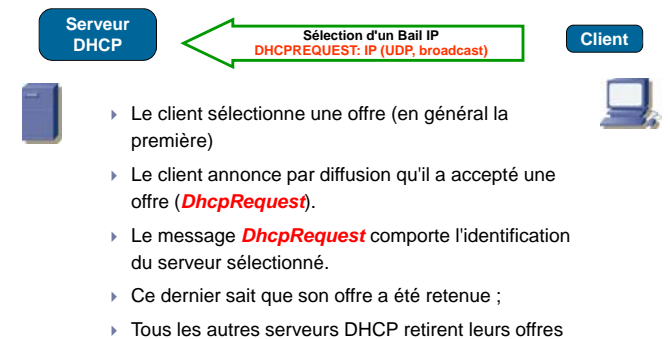 Serveur
DHCP
Sélection d'un Bail IP
DHCPREQUEST: IP (UDP, broadcast)
Client
Le client sélectionne une offre (en général la
première)
Le client annonce par diffusion qu'il a accepté une
offre (DhcpRequest).
Le message DhcpRequest comporte l'identification
du serveur sélectionné.
Ce dernier sait que son offre a été retenue ;
Tous les autres serveurs DHCP retirent leurs offres